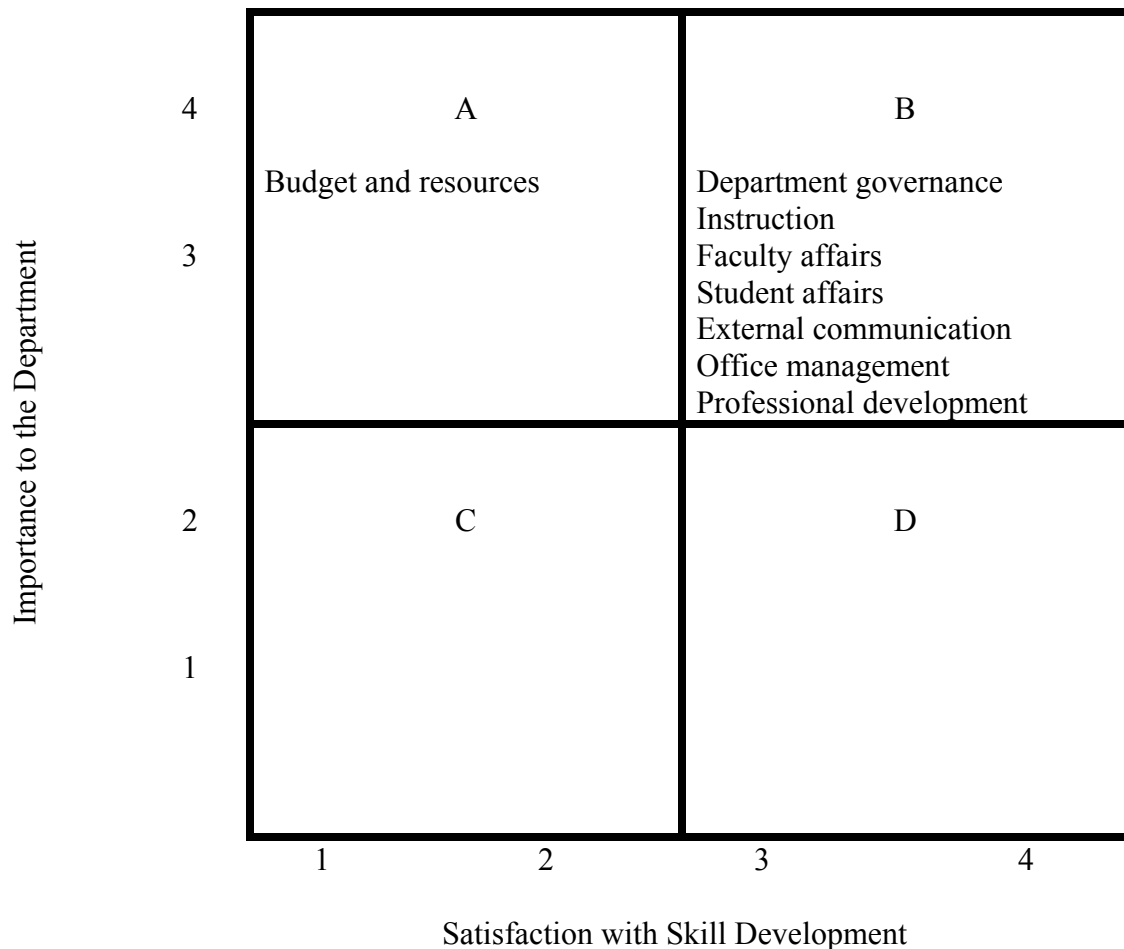 4
A
B
Budget and resources
Department governance
Instruction
3
Faculty affairs
Student affairs
External communication
Office management
Professional development
Importance to the Department
2
C
D
1
1
2
3
4
Satisfaction with Skill Development